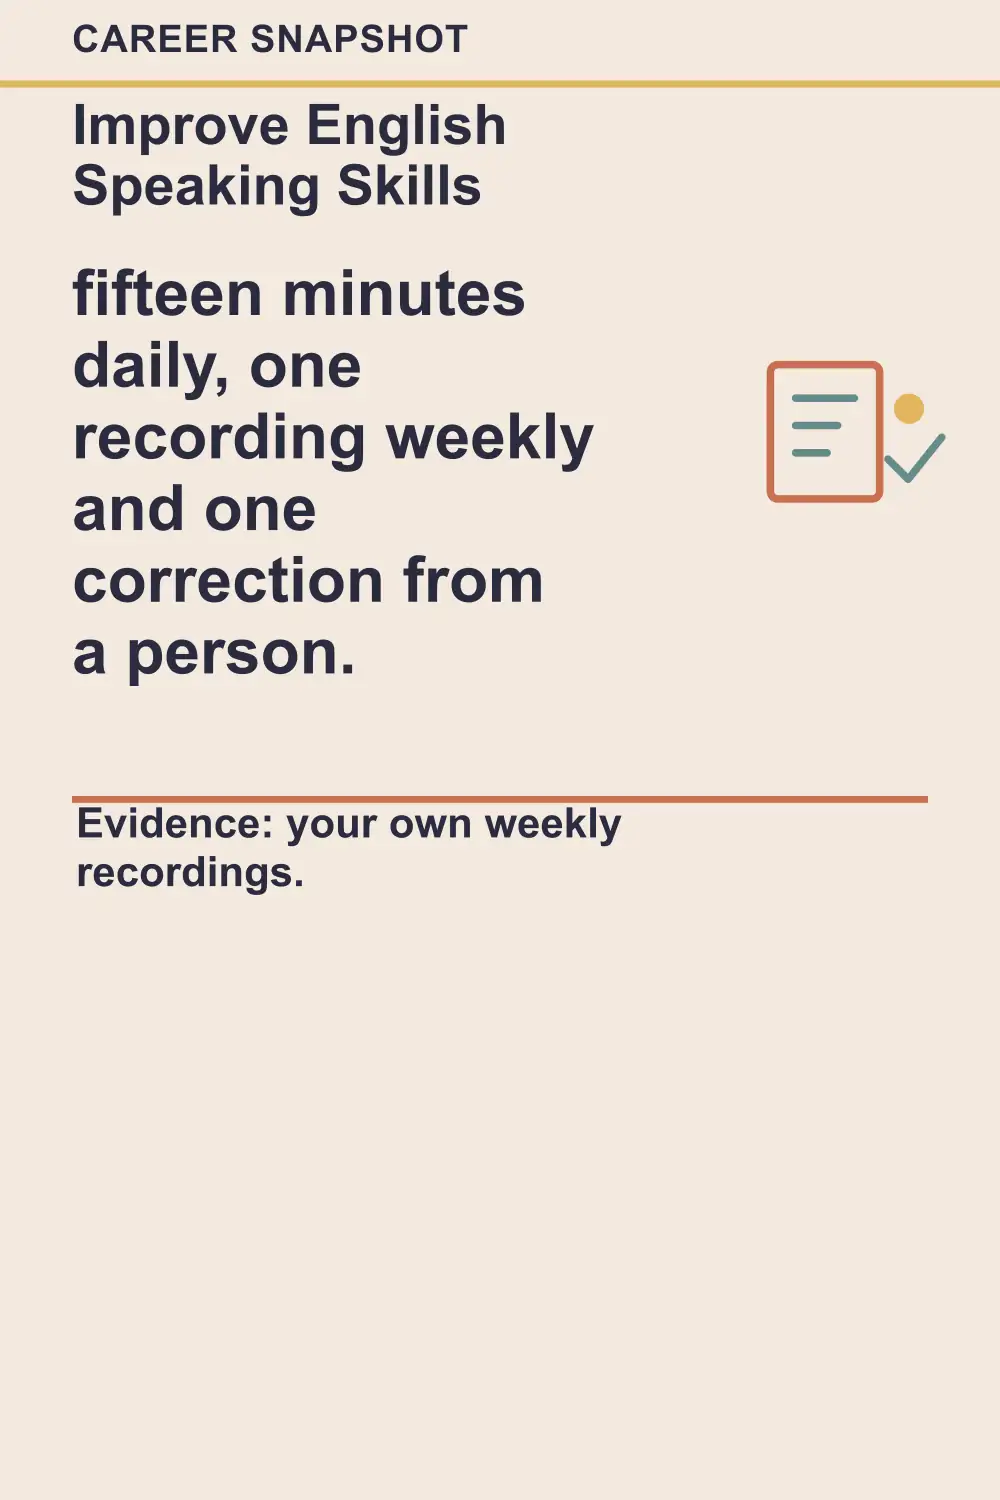 CAREER SNAPSHOT
Improve English
Speaking Skills
fifteen minutes
daily, one
recording weekly
and one
correction from
a person.
Evidence: your own weekly
recordings.